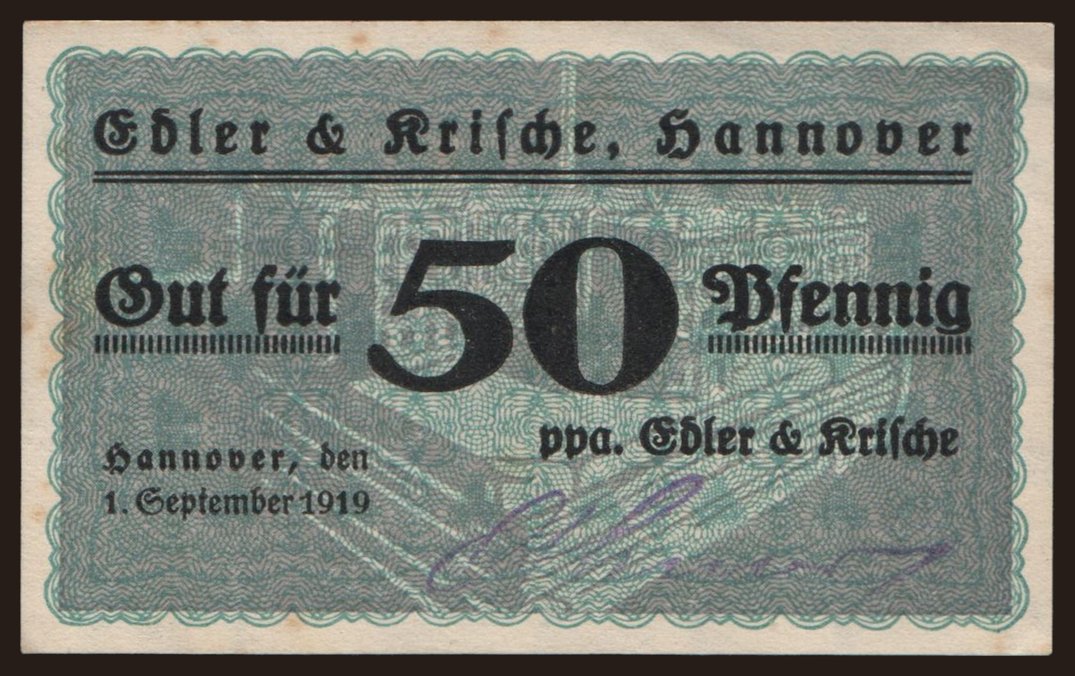 Edler & Krische, Hannover
Gut für 50 Pfennig
ppa. Edler & Krische
Hannover, den
1. September 1919